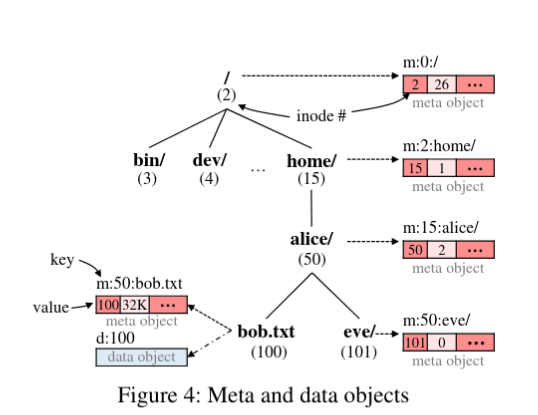 m:0:/
/
2 26 •••
(2)
meta object
inode #
m:2:home/
bin/ dev/ ... home/
15 1 •••
(3) (4) (15)
meta object
m:15:alice/
alice/
50 2 •••
(50)
key
meta object
m:50:bob.txt
value
100 32K •••
meta object
m:50:eve/
d:100
bob.txt eve/
101 0 •••
data object
(100) (101)
meta object
Figure 4: Meta and data objects